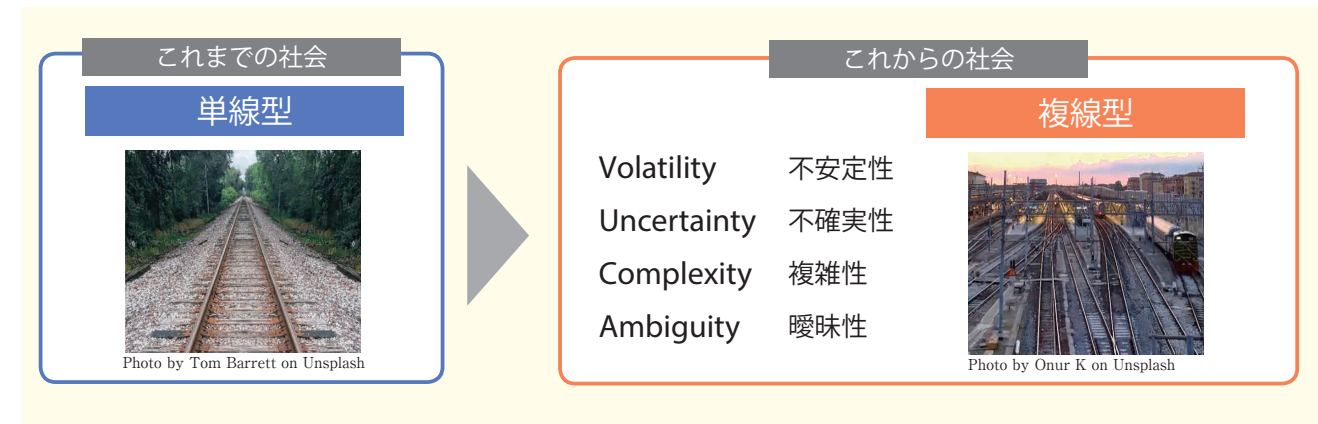 これまでの社会
単線型
Photo by Tom Barrett on Unsplash
これからの社会
複線型
Volatility 不安定性
Uncertainty 不確実性
Complexity 複雑性
Ambiguity 曖昧性
Photo by Onur K on Unsplash